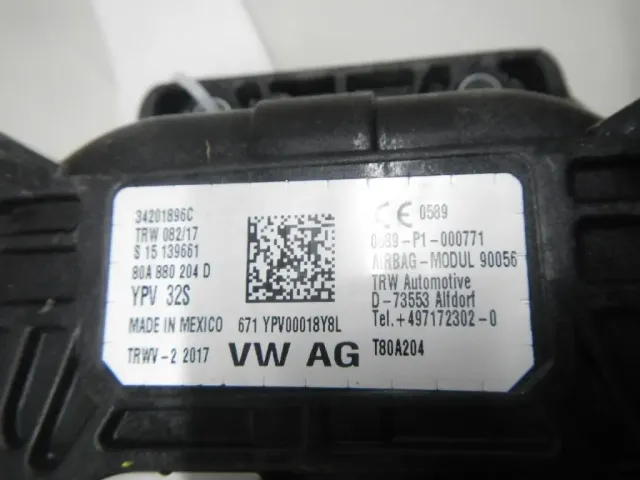 34201896C
TRW 082/17
S 15 139661
80A 880 204 D
YPV 32S
MADE IN MEXICO 671 YPV00018Y8L
TRWV-2 2017 VW AG T80A204
CE 0589
0589-P1-000771
AIRBAG-MODUL 90056
TRW Automotive
D-73553 Alfdorf
Tel.+497172302-0